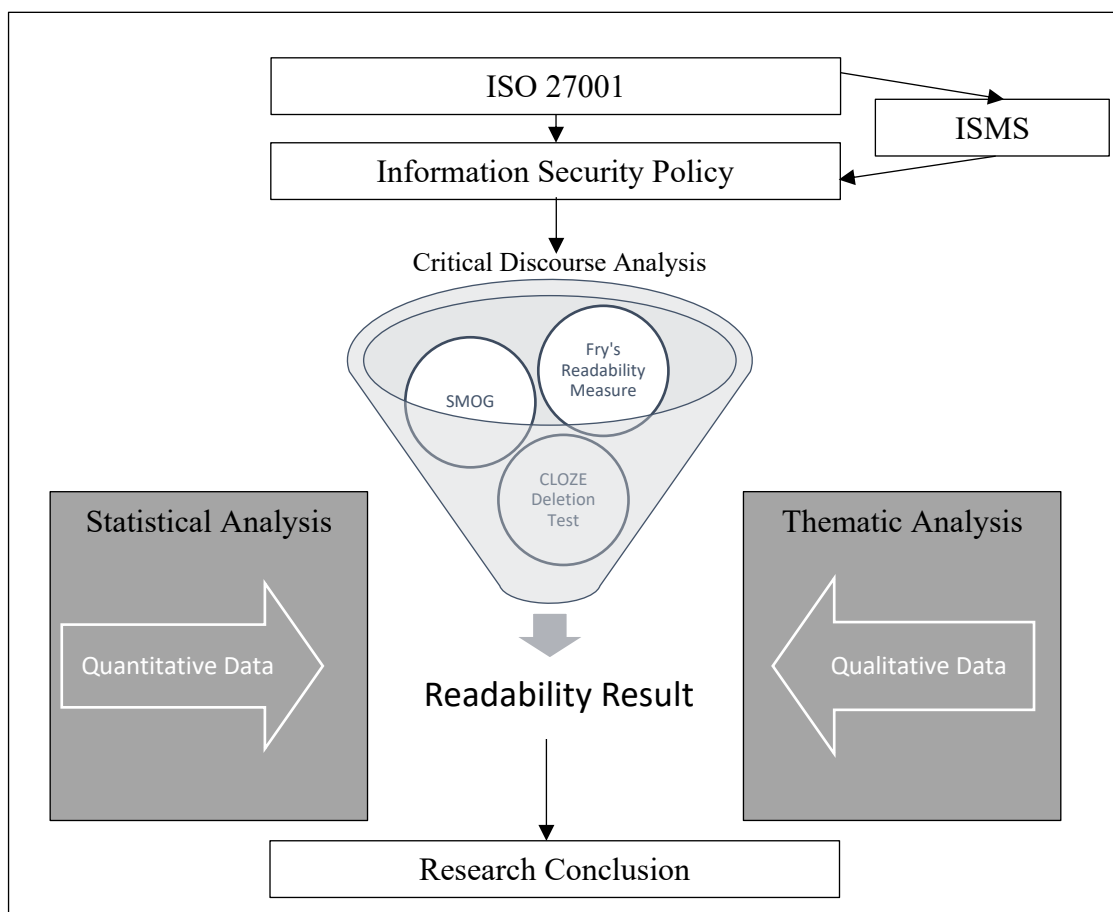 ISO 27001
ISMS
Information Security Policy
Critical Discourse Analysis
Fry's
Readability
Measure
SMOG
CLOZE
Deletion
Test
Statistical Analysis
Quantitative Data
Thematic Analysis
Qualitative Data
Readability Result
Research Conclusion